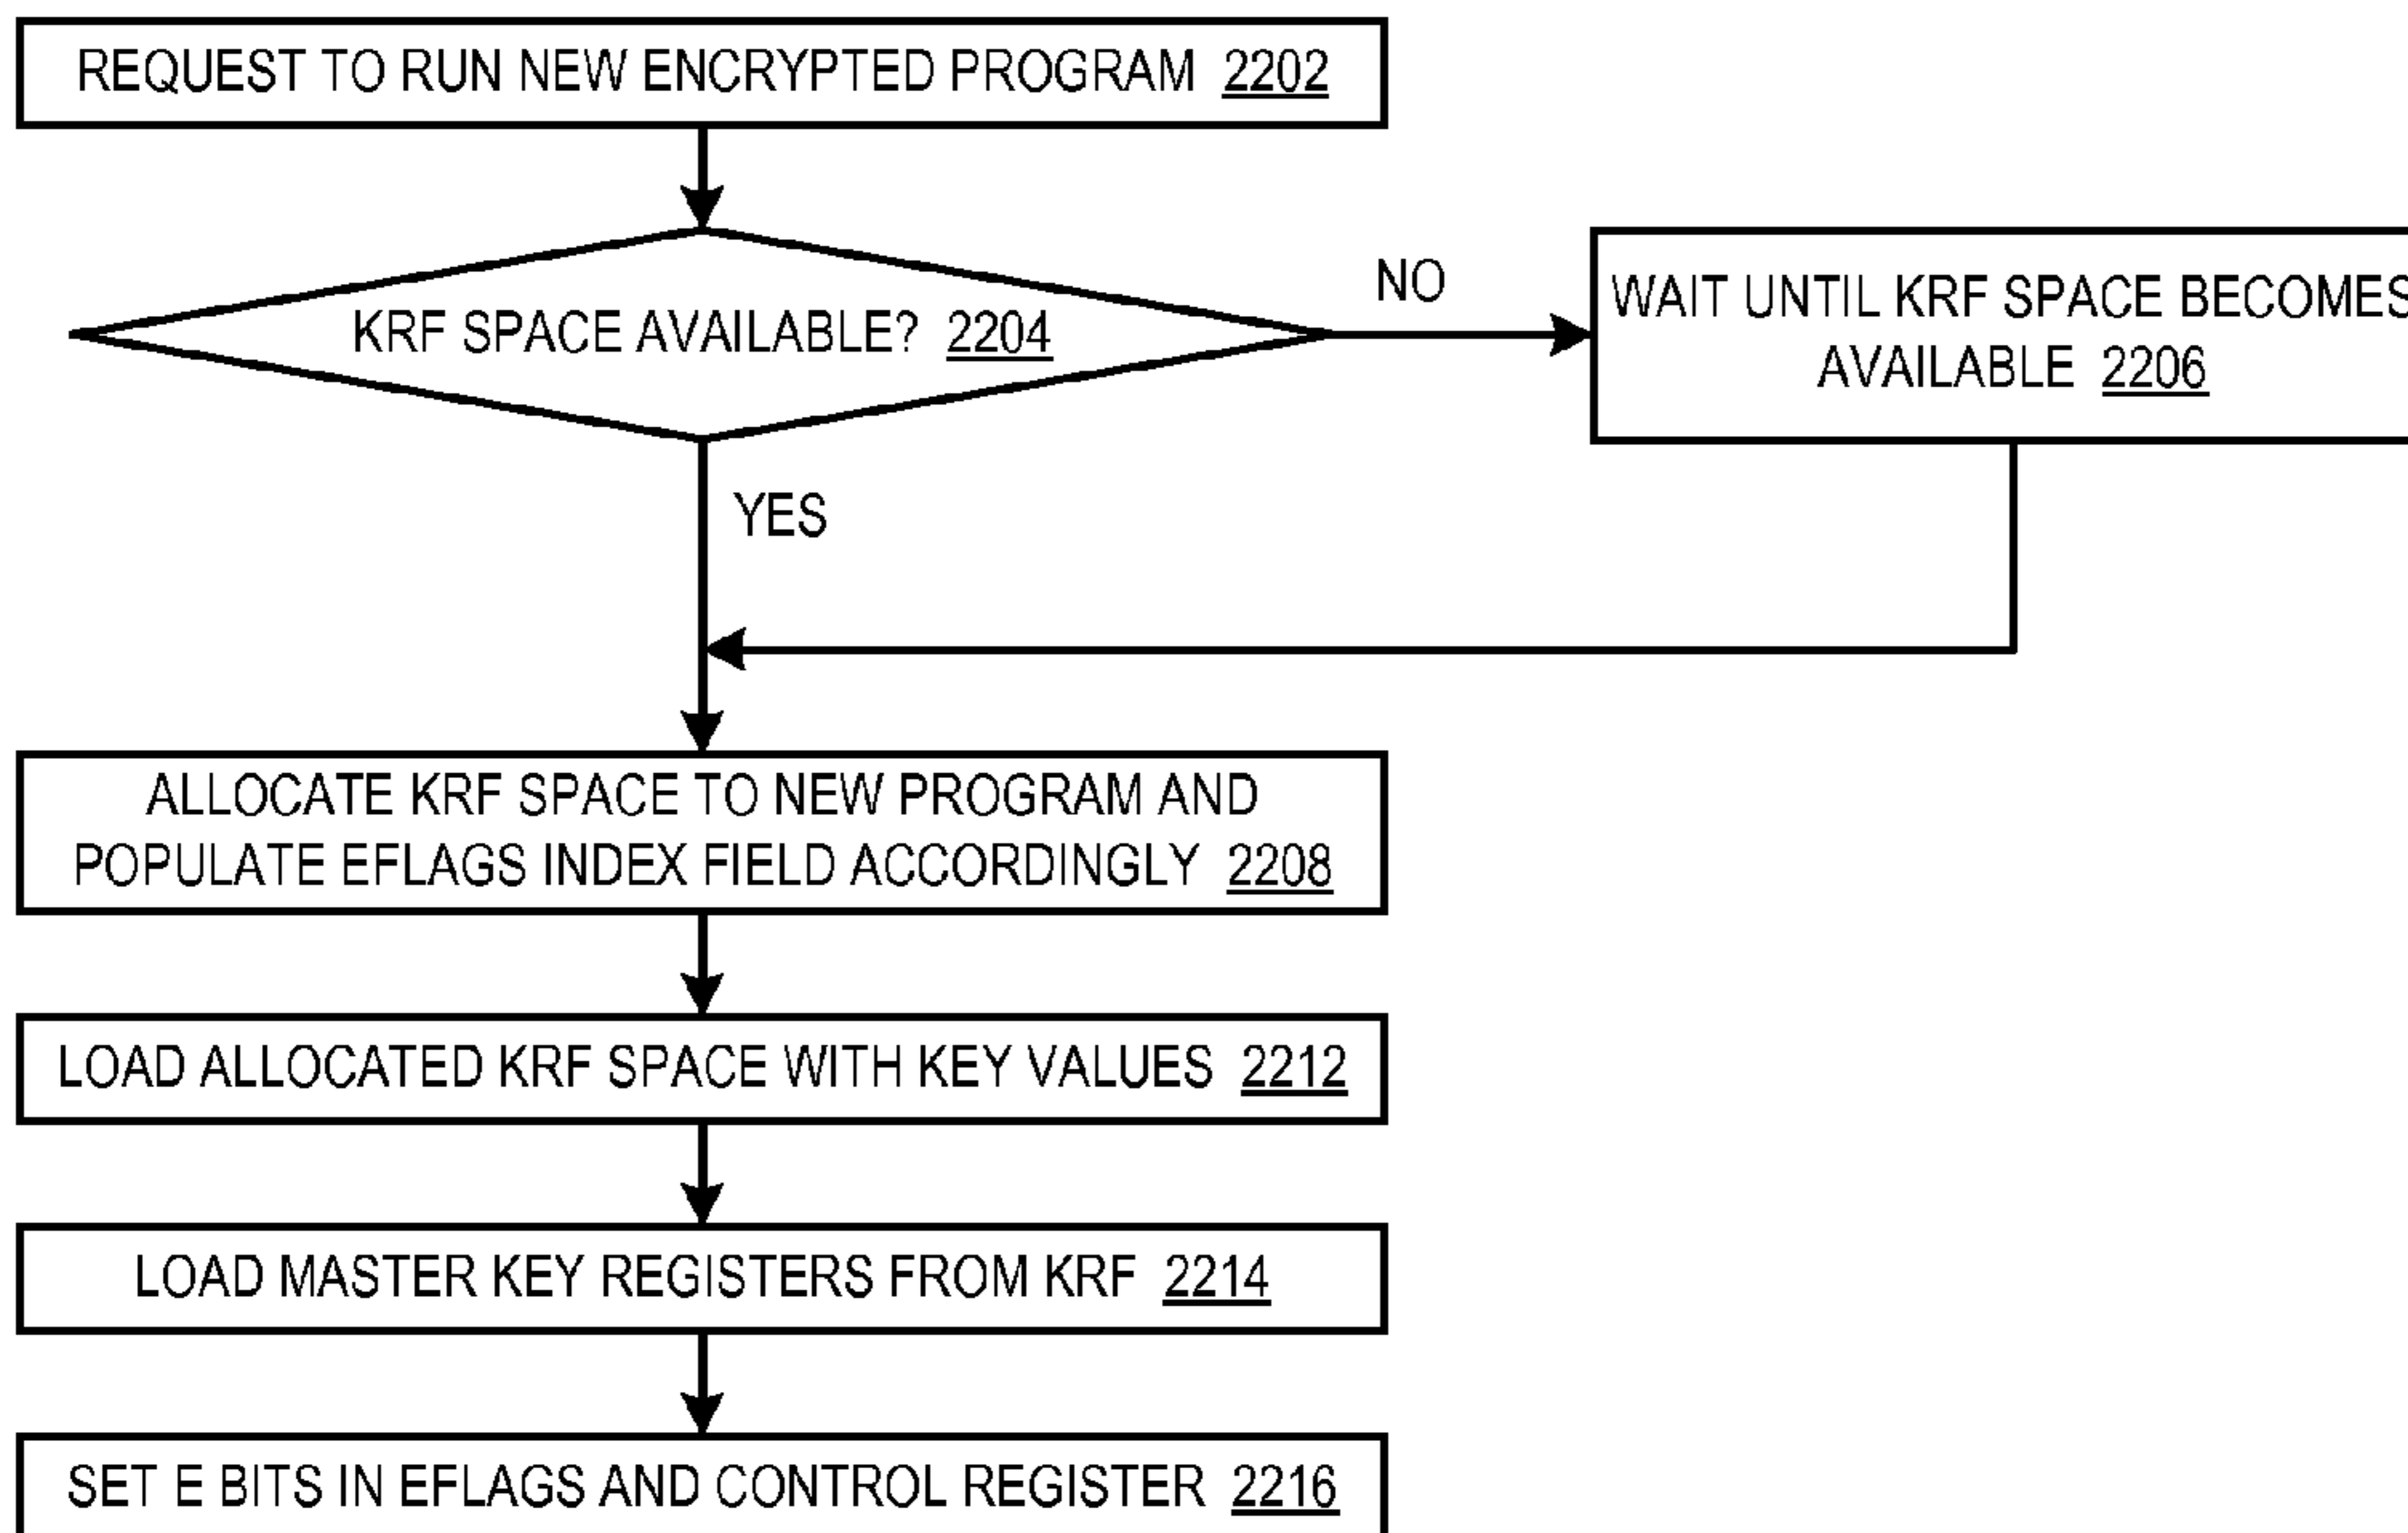 REQUEST TO RUN NEW ENCRYPTED PROGRAM 2202
KRF SPACE AVAILABLE? 2204
NO
WAIT UNTIL KRF SPACE BECOMES
AVAILABLE 2206
YES
ALLOCATE KRF SPACE TO NEW PROGRAM AND
POPULATE EFLAGS INDEX FIELD ACCORDINGLY 2208
LOAD ALLOCATED KRF SPACE WITH KEY VALUES 2212
LOAD MASTER KEY REGISTERS FROM KRF 2214
SET E BITS IN EFLAGS AND CONTROL REGISTER 2216